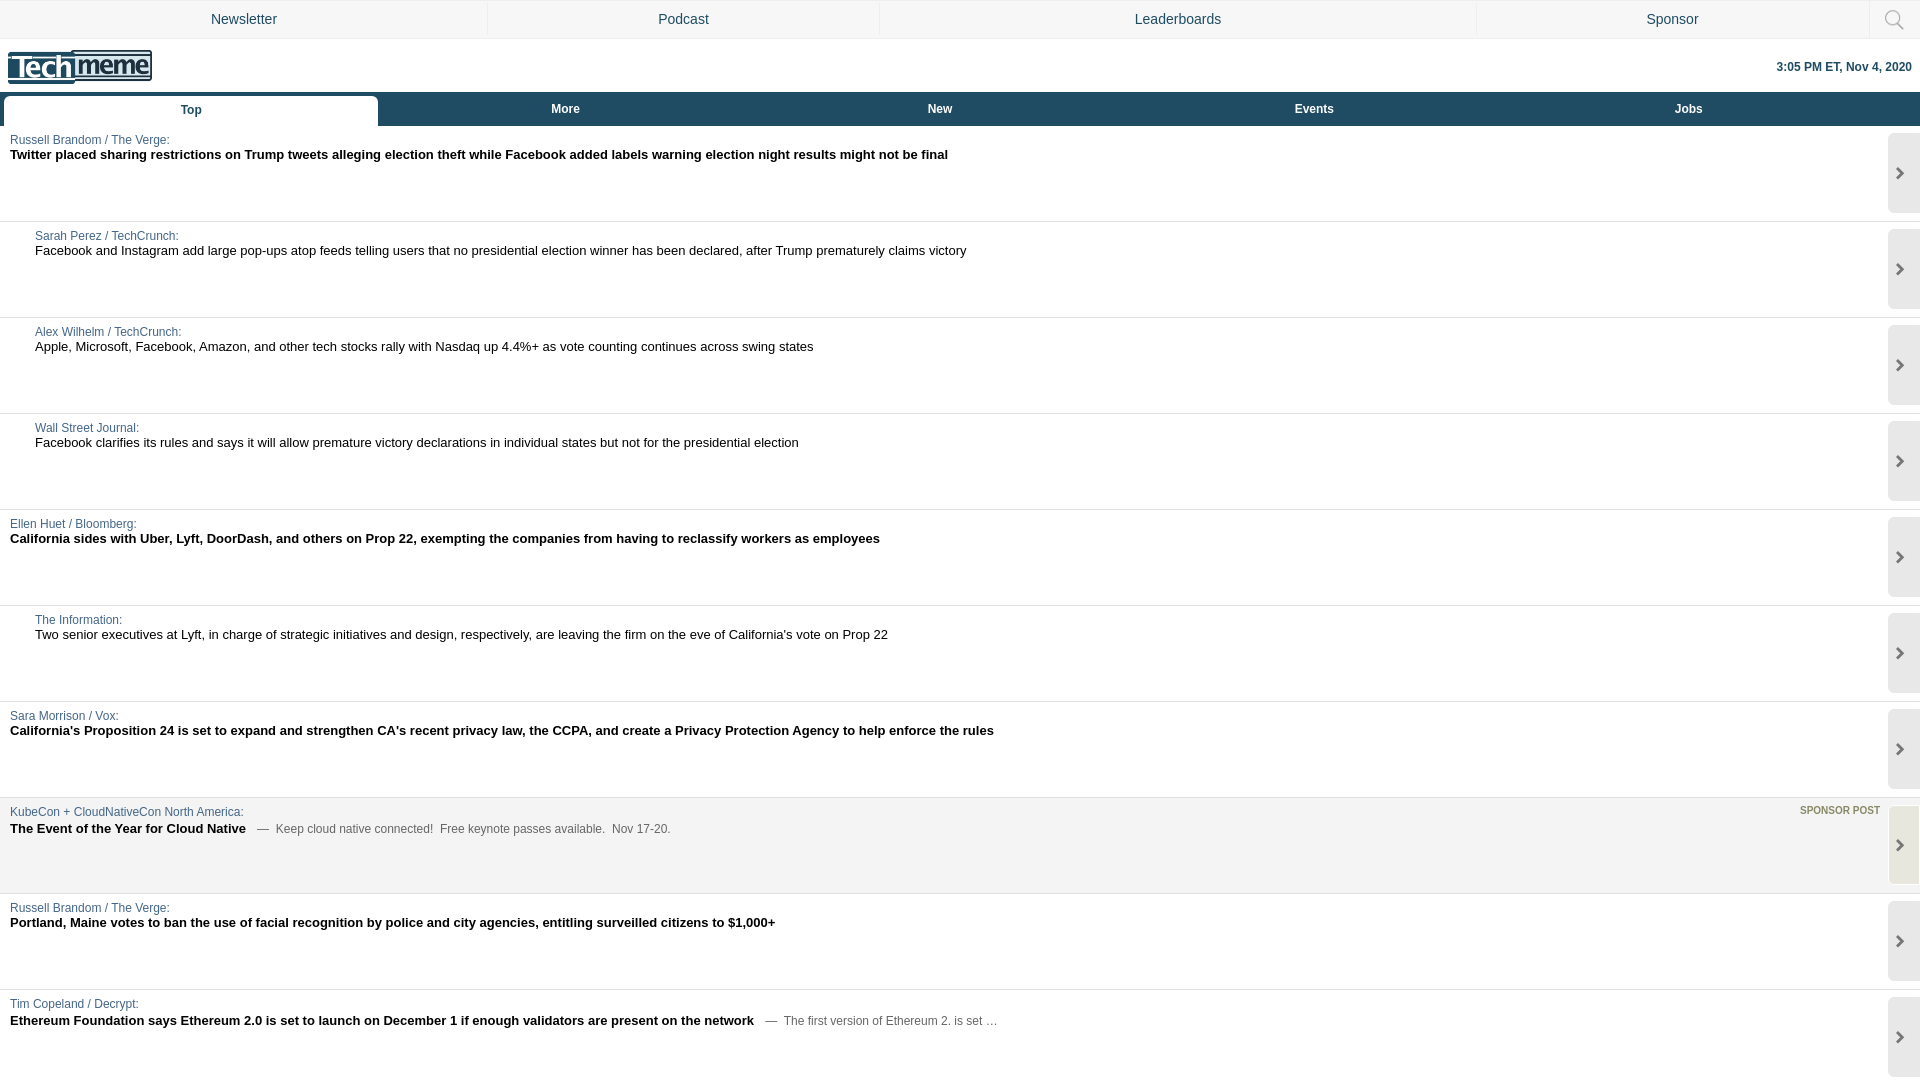 Newsletter
Podcast
Leaderboards
Sponsor
Techmeme
3:05 PM ET, Nov 4, 2020
Top
More
New
Events
Jobs
Russell Brandom / The Verge:
Twitter placed sharing restrictions on Trump tweets alleging election theft while Facebook added labels warning election night results might not be final
Sarah Perez / TechCrunch:
Facebook and Instagram add large pop-ups atop feeds telling users that no presidential election winner has been declared, after Trump prematurely claims victory
Alex Wilhelm / TechCrunch:
Apple, Microsoft, Facebook, Amazon, and other tech stocks rally with Nasdaq up 4.4%+ as vote counting continues across swing states
Wall Street Journal:
Facebook clarifies its rules and says it will allow premature victory declarations in individual states but not for the presidential election
Ellen Huet / Bloomberg:
California sides with Uber, Lyft, DoorDash, and others on Prop 22, exempting the companies from having to reclassify workers as employees
The Information:
Two senior executives at Lyft, in charge of strategic initiatives and design, respectively, are leaving the firm on the eve of California's vote on Prop 22
Sara Morrison / Vox:
California's Proposition 24 is set to expand and strengthen CA's recent privacy law, the CCPA, and create a Privacy Protection Agency to help enforce the rules
KubeCon + CloudNativeCon North America:
SPONSOR POST
The Event of the Year for Cloud Native — Keep cloud native connected! Free keynote passes available. Nov 17-20.
Russell Brandom / The Verge:
Portland, Maine votes to ban the use of facial recognition by police and city agencies, entitling surveilled citizens to $1,000+
Tim Copeland / Decrypt:
Ethereum Foundation says Ethereum 2.0 is set to launch on December 1 if enough validators are present on the network — The first version of Ethereum 2. is set …